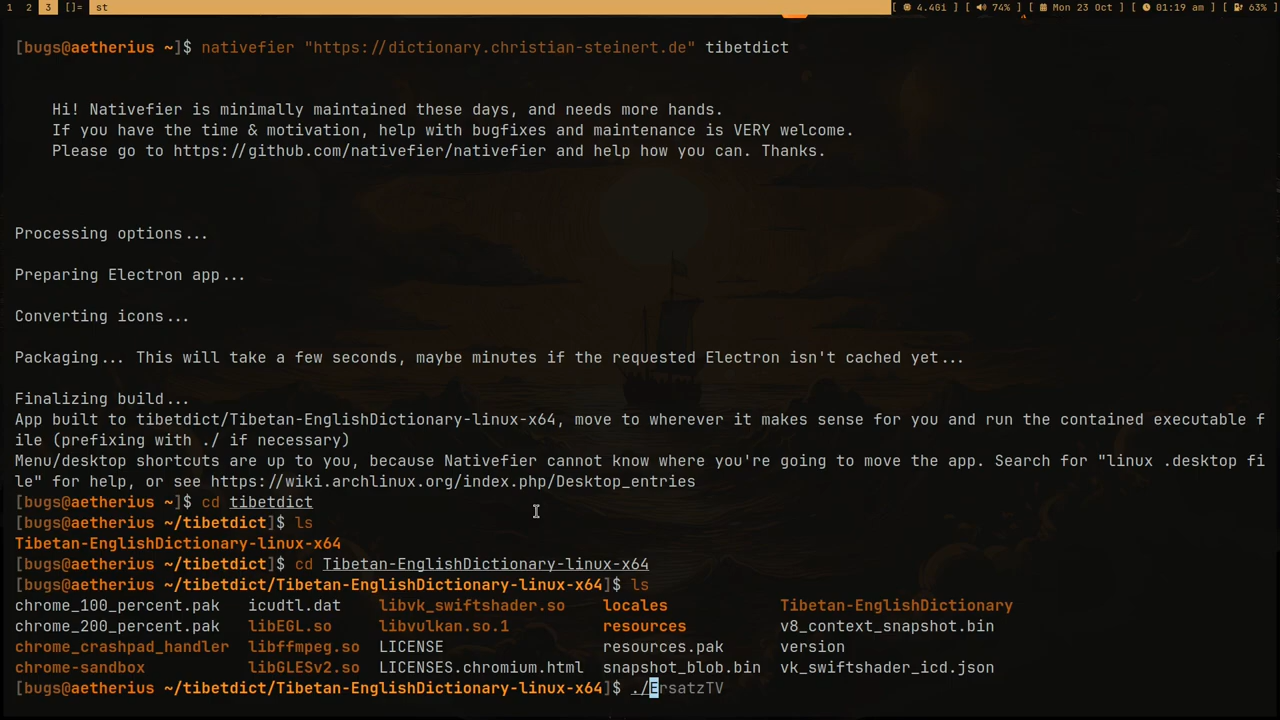 1 2 3 []= st [ 4.4Gi ] [ 74% ] [ Mon 23 Oct ] [ 01:19 am ] [ 63% ]
[bugs@aetherius ~]$ nativefier "https://dictionary.christian-steinert.de" tibetdict
Hi! Nativefier is minimally maintained these days, and needs more hands.
If you have the time & motivation, help with bugfixes and maintenance is VERY welcome.
Please go to https://github.com/nativefier/nativefier and help how you can. Thanks.
Processing options...
Preparing Electron app...
Converting icons...
Packaging... This will take a few seconds, maybe minutes if the requested Electron isn't cached yet...
Finalizing build...
App built to tibetdict/Tibetan-EnglishDictionary-linux-x64, move to wherever it makes sense for you and run the contained executable f
ile (prefixing with ./ if necessary)
Menu/desktop shortcuts are up to you, because Nativefier cannot know where you're going to move the app. Search for "linux .desktop fi
le" for help, or see https://wiki.archlinux.org/index.php/Desktop_entries
[bugs@aetherius ~]$ cd tibetdict
[bugs@aetherius ~/tibetdict]$ ls
Tibetan-EnglishDictionary-linux-x64
[bugs@aetherius ~/tibetdict]$ cd Tibetan-EnglishDictionary-linux-x64
[bugs@aetherius ~/tibetdict/Tibetan-EnglishDictionary-linux-x64]$ ls
chrome_100_percent.pak icudtl.dat libvk_swiftshader.so locales Tibetan-EnglishDictionary
chrome_200_percent.pak libEGL.so libvulkan.so.1 resources v8_context_snapshot.bin
chrome_crashpad_handler libffmpeg.so LICENSE resources.pak version
chrome-sandbox libGLESv2.so LICENSES.chromium.html snapshot_blob.bin vk_swiftshader_icd.json
[bugs@aetherius ~/tibetdict/Tibetan-EnglishDictionary-linux-x64]$ ./ErsatzTV